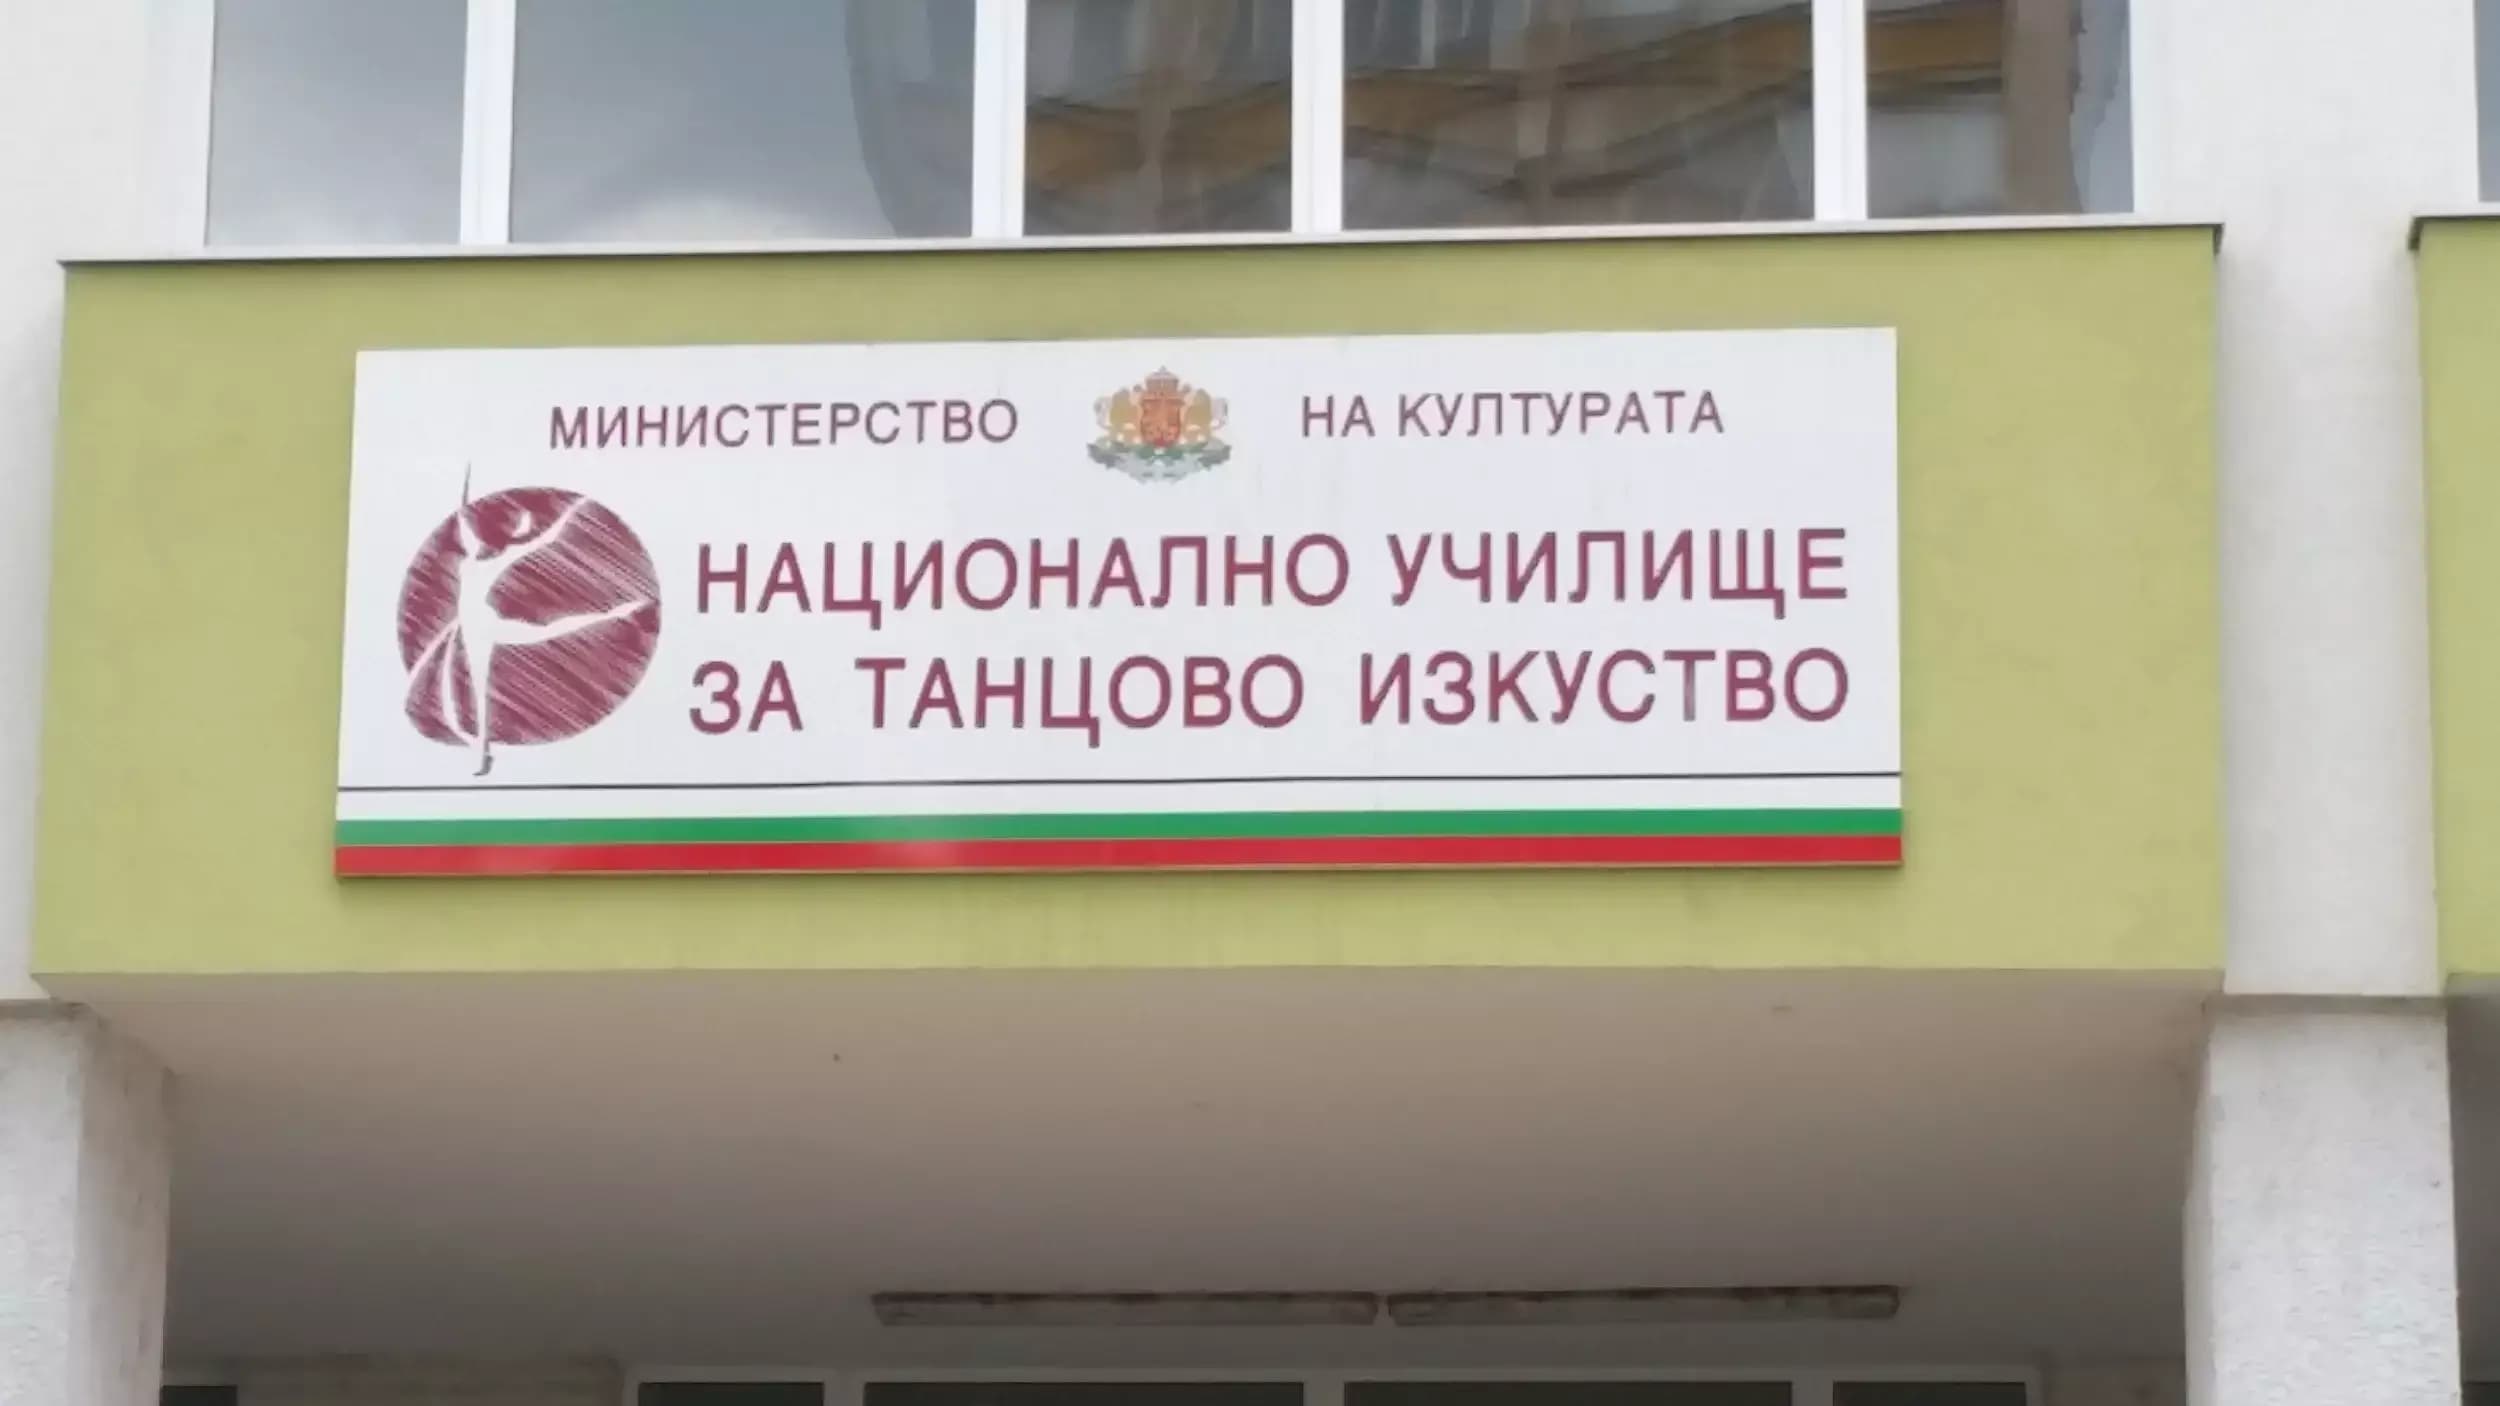 МИНИСТЕРСТВО НА КУЛТУРАТА
НАЦИОНАЛНО УЧИЛИЩЕ
ЗА ТАНЦОВО ИЗКУСТВО